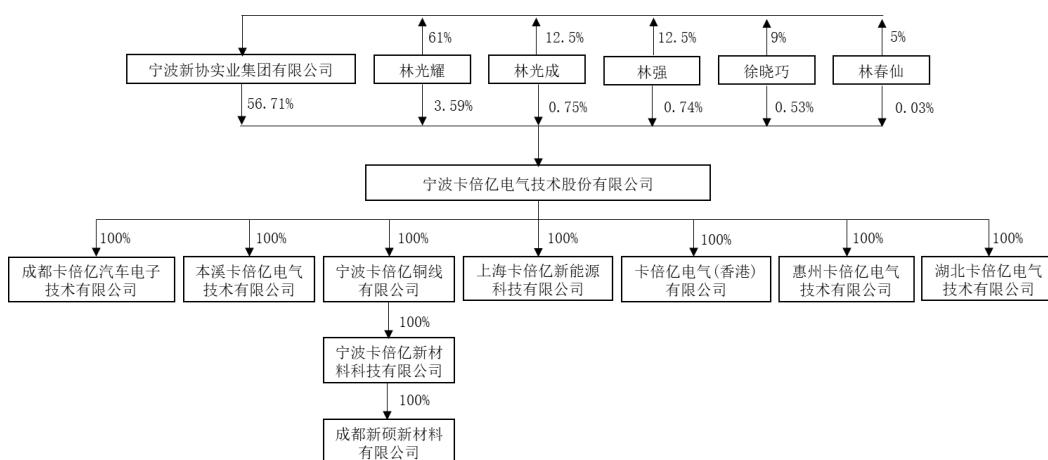 61%
12.5%
12.5%
9%
5%
宁波新协实业集团有限公司
林光耀
林光成
林强
徐晓巧
林春仙
56.71%
3.59%
0.75%
0.74%
0.53%
0.03%
宁波卡倍亿电气技术股份有限公司
100%
100%
100%
100%
100%
100%
100%
成都卡倍亿汽车电子
技术有限公司
本溪卡倍亿电气
技术有限公司
宁波卡倍亿铜线
有限公司
上海卡倍亿新能源
科技有限公司
卡倍亿电气(香港)
有限公司
惠州卡倍亿电气
技术有限公司
湖北卡倍亿电气
技术有限公司
100%
宁波卡倍亿新材
料科技有限公司
100%
成都新硕新材料
有限公司